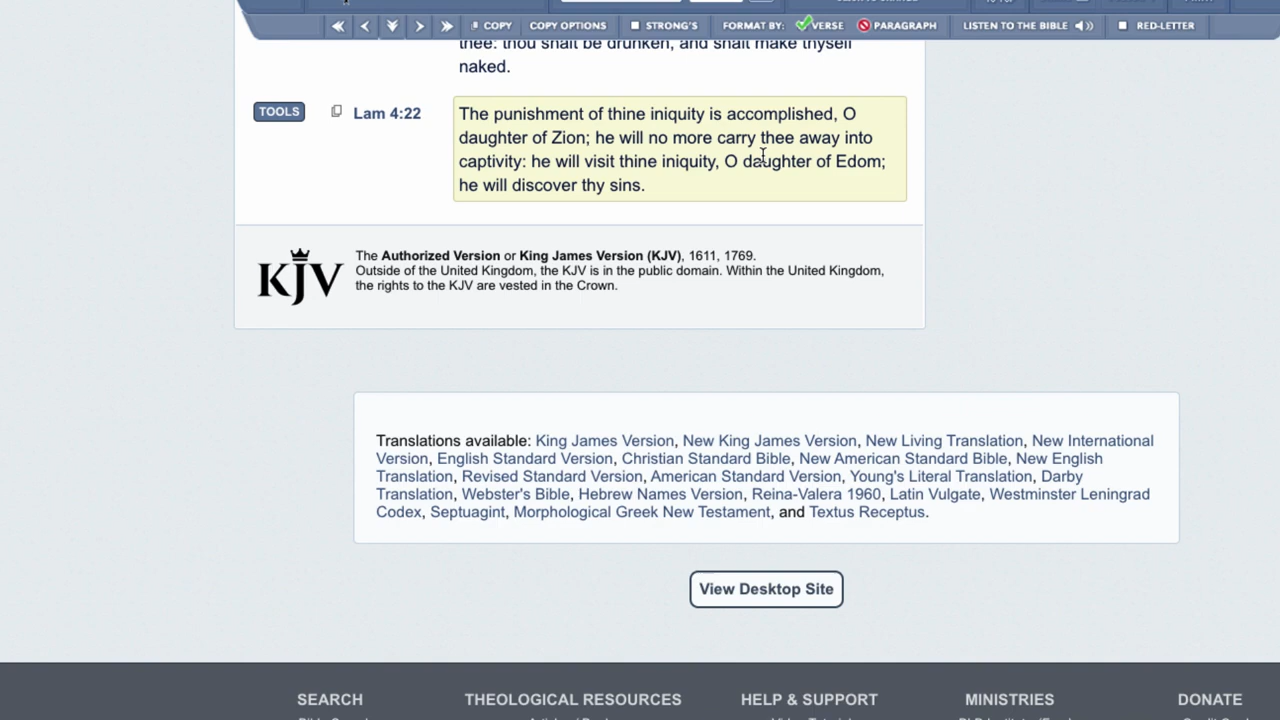 COPY COPY OPTIONS STRONG'S FORMAT BY: VERSE PARAGRAPH LISTEN TO THE BIBLE RED-LETTER
thee: thou shalt be drunken, and shalt make thyself
naked.
TOOLS Lam 4:22 The punishment of thine iniquity is accomplished, O
daughter of Zion; he will no more carry thee away into
captivity: he will visit thine iniquity, O daughter of Edom;
he will discover thy sins.
KJV
The Authorized Version or King James Version (KJV), 1611, 1769.
Outside of the United Kingdom, the KJV is in the public domain. Within the United Kingdom,
the rights to the KJV are vested in the Crown.
Translations available: King James Version, New King James Version, New Living Translation, New International
Version, English Standard Version, Christian Standard Bible, New American Standard Bible, New English
Translation, Revised Standard Version, American Standard Version, Young's Literal Translation, Darby
Translation, Webster's Bible, Hebrew Names Version, Reina-Valera 1960, Latin Vulgate, Westminster Leningrad
Codex, Septuagint, Morphological Greek New Testament, and Textus Receptus.
View Desktop Site
SEARCH THEOLOGICAL RESOURCES HELP & SUPPORT MINISTRIES DONATE